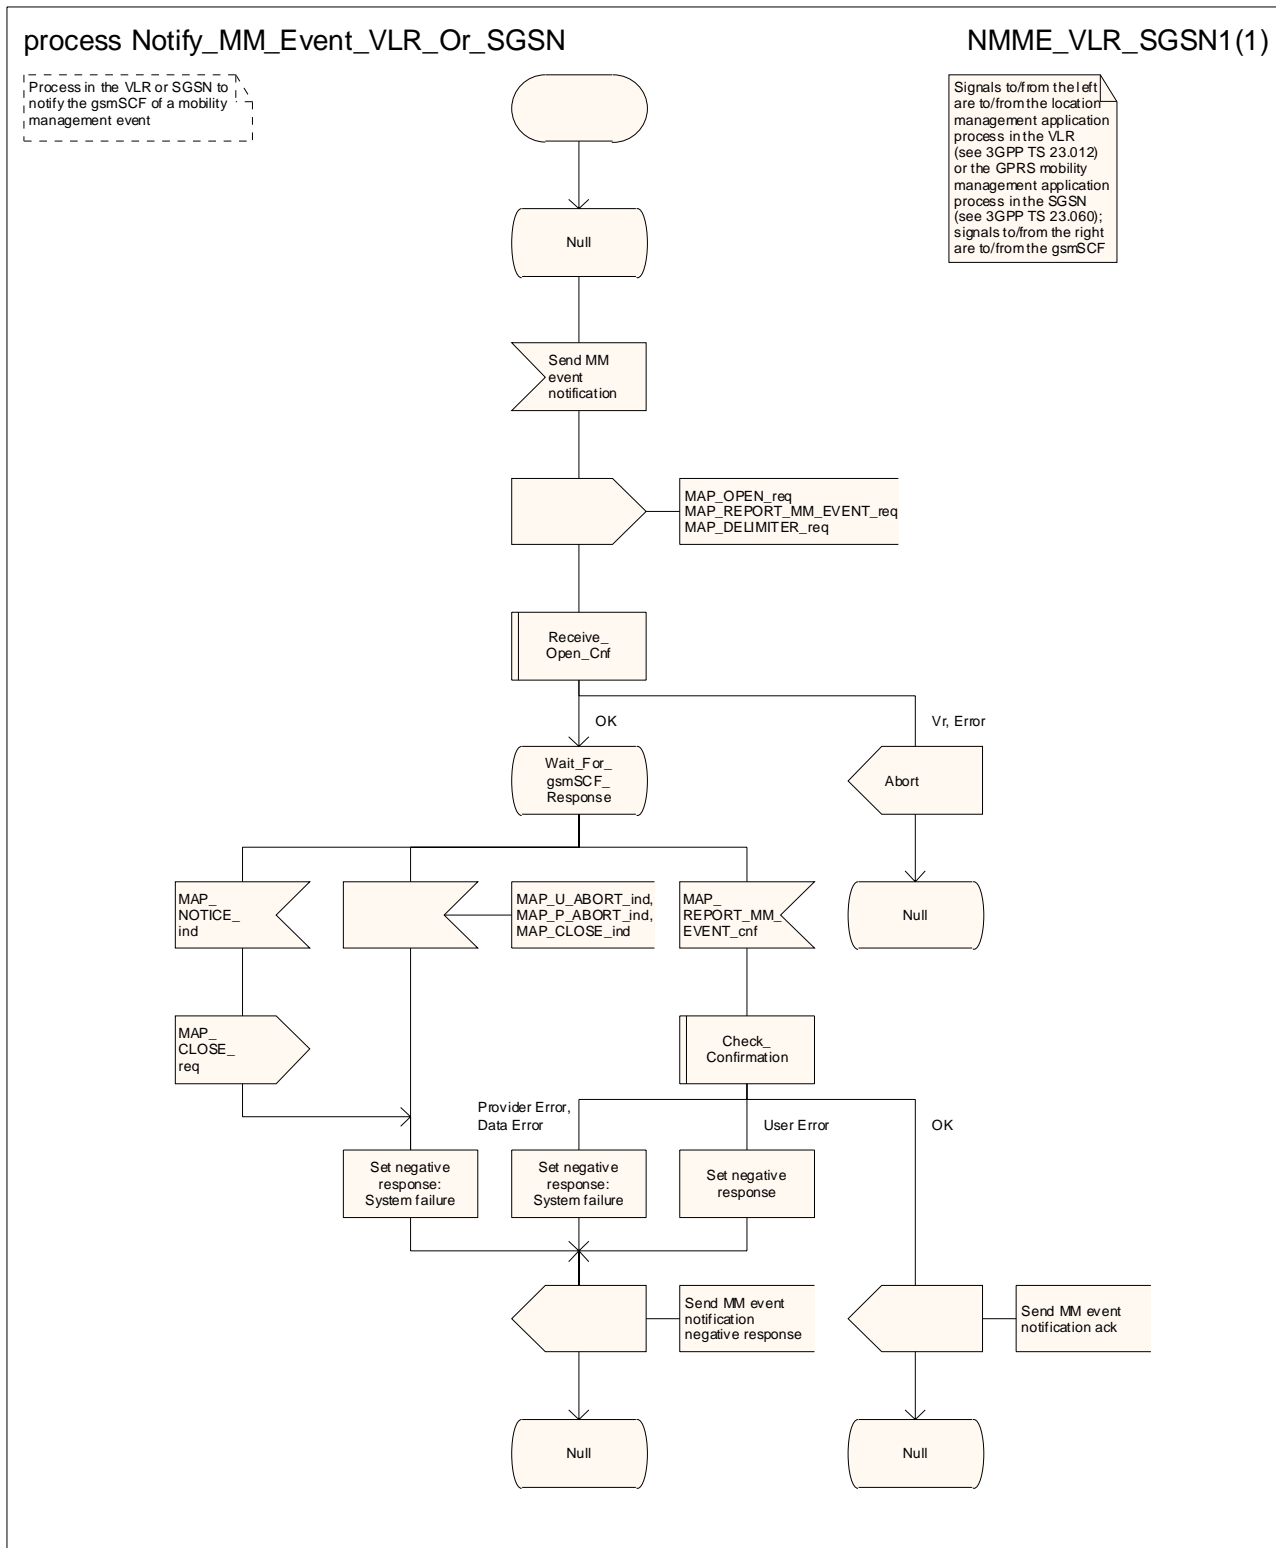 process Notify_MM_Event_VLR_Or_SGSN
NMME_VLR_SGSN1(1)
Process in the VLR or SGSN to
notify the gsmSCF of a mobility
management event
Signals to/from the left
are to/from the location
management application
process in the VLR
(see 3GPP TS 23.012)
or the GPRS mobility
management application
process in the SGSN
(see 3GPP TS 23.060);
signals to/from the right
are to/from the gsmSCF
Null
Send MM
event
notification
MAP_OPEN_req
MAP_REPORT_MM_EVENT_req
MAP_DELIMITER_req
Receive_
Open_Cnf
OK
Vr, Error
Wait_For_
gsmSCF_
Response
Abort
MAP_
NOTICE_
ind
MAP_U_ABORT_ind,
MAP_P_ABORT_ind,
MAP_CLOSE_ind
MAP_
REPORT_MM_
EVENT_cnf
Null
MAP_
CLOSE_
req
Check_
Confirmation
Provider Error,
Data Error
User Error
OK
Set negative
response:
System failure
Set negative
response:
System failure
Set negative
response
Send MM event
notification
negative response
Send MM event
notification ack
Null
Null